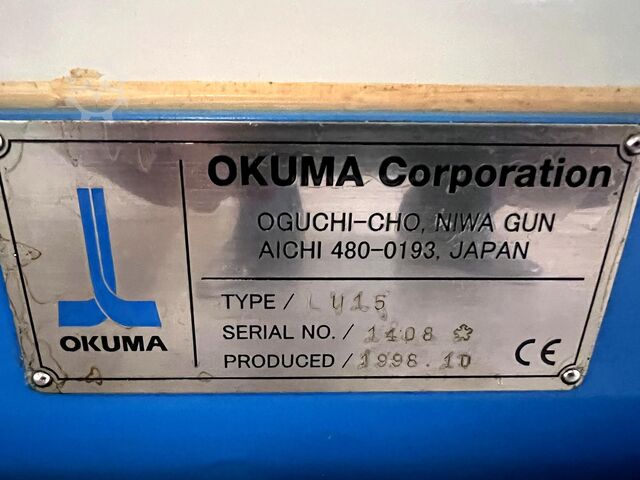 OKUMA Corporation
OGUCHI-CHO, NIWA GUN
AICHI 480-0193, JAPAN
TYPE / LU15
SERIAL NO. / 1408 *
PRODUCED / 1998.10
CE
OKUMA